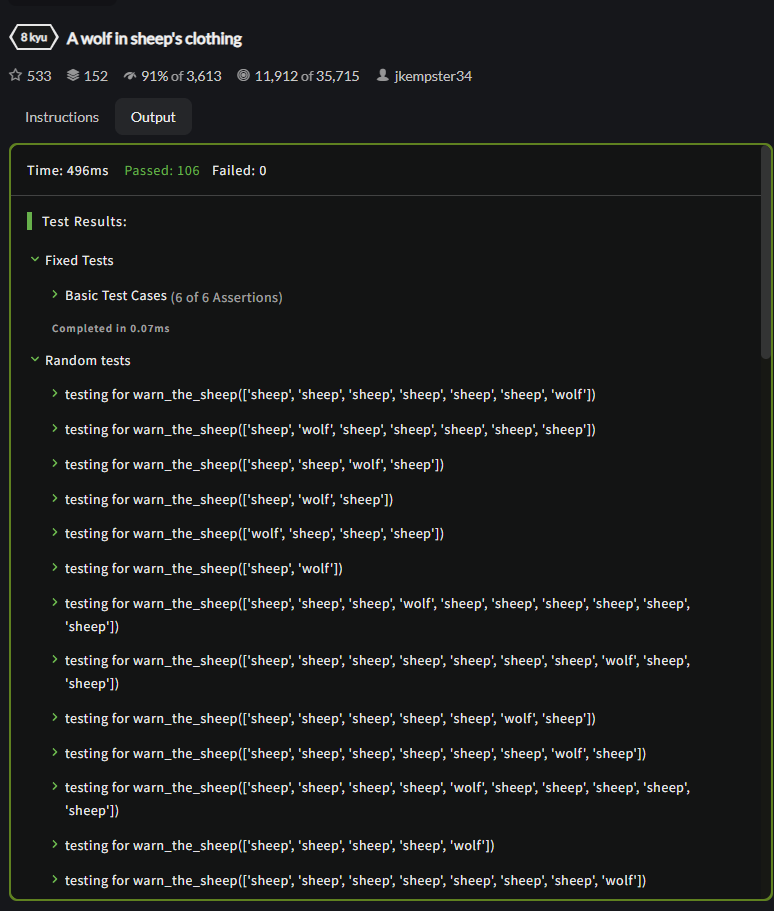 8 kyu A wolf in sheep's clothing
533 152 91% of 3,613 11,912 of 35,715 jkempster34
Instructions Output
Time: 496ms Passed: 106 Failed: 0
Test Results:
Fixed Tests
Basic Test Cases (6 of 6 Assertions)
Completed in 0.07ms
Random tests
testing for warn_the_sheep(['sheep', 'sheep', 'sheep', 'sheep', 'sheep', 'sheep', 'wolf'])
testing for warn_the_sheep(['sheep', 'wolf', 'sheep', 'sheep', 'sheep', 'sheep', 'sheep'])
testing for warn_the_sheep(['sheep', 'sheep', 'wolf', 'sheep'])
testing for warn_the_sheep(['sheep', 'wolf', 'sheep'])
testing for warn_the_sheep(['wolf', 'sheep', 'sheep', 'sheep'])
testing for warn_the_sheep(['sheep', 'wolf'])
testing for warn_the_sheep(['sheep', 'sheep', 'sheep', 'wolf', 'sheep', 'sheep', 'sheep', 'sheep', 'sheep',
'sheep'])
testing for warn_the_sheep(['sheep', 'sheep', 'sheep', 'sheep', 'sheep', 'sheep', 'sheep', 'wolf', 'sheep',
'sheep'])
testing for warn_the_sheep(['sheep', 'sheep', 'sheep', 'sheep', 'sheep', 'wolf', 'sheep'])
testing for warn_the_sheep(['sheep', 'sheep', 'sheep', 'sheep', 'sheep', 'sheep', 'wolf', 'sheep'])
testing for warn_the_sheep(['sheep', 'sheep', 'sheep', 'sheep', 'wolf', 'sheep', 'sheep', 'sheep', 'sheep',
'sheep'])
testing for warn_the_sheep(['sheep', 'sheep', 'sheep', 'sheep', 'wolf'])
testing for warn_the_sheep(['sheep', 'sheep', 'sheep', 'sheep', 'sheep', 'sheep', 'sheep', 'wolf'])